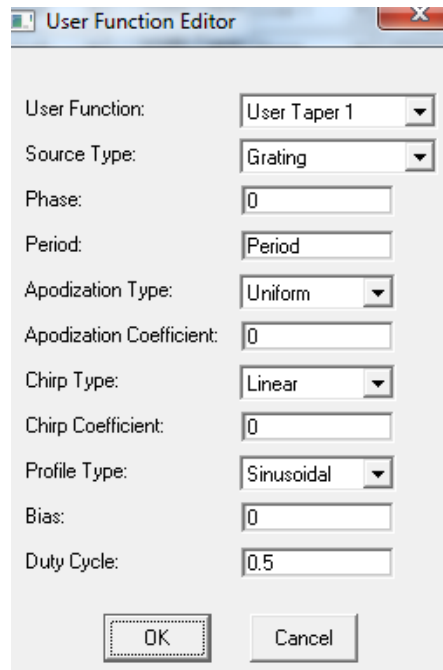 User Function Editor
User Function: User Taper 1
Source Type: Grating
Phase: 0
Period: Period
Apodization Type: Uniform
Apodization Coefficient: 0
Chirp Type: Linear
Chirp Coefficient: 0
Profile Type: Sinusoidal
Bias: 0
Duty Cycle: 0.5
OK Cancel